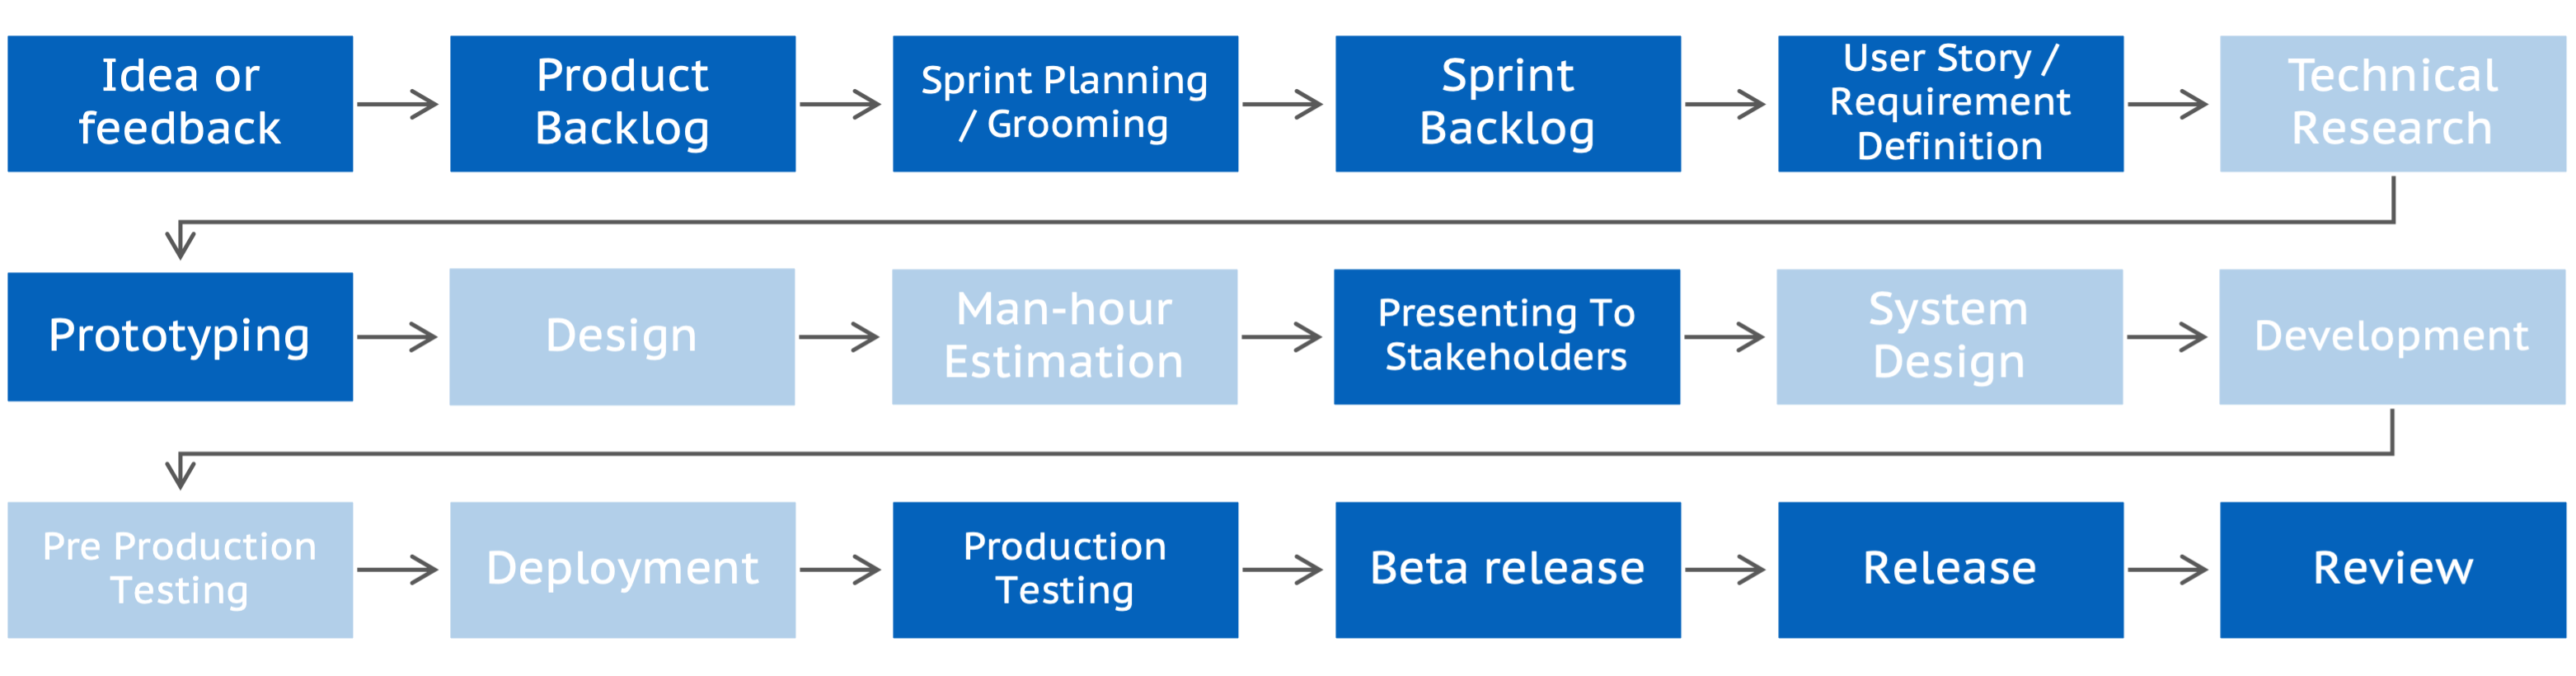 Idea or
feedback
Product
Backlog
Sprint Planning
/ Grooming
Sprint
Backlog
User Story /
Requirement
Definition
Technical
Research
Prototyping
Design
Man-hour
Estimation
Presenting To
Stakeholders
System
Design
Development
Pre Production
Testing
Deployment
Production
Testing
Beta release
Release
Review